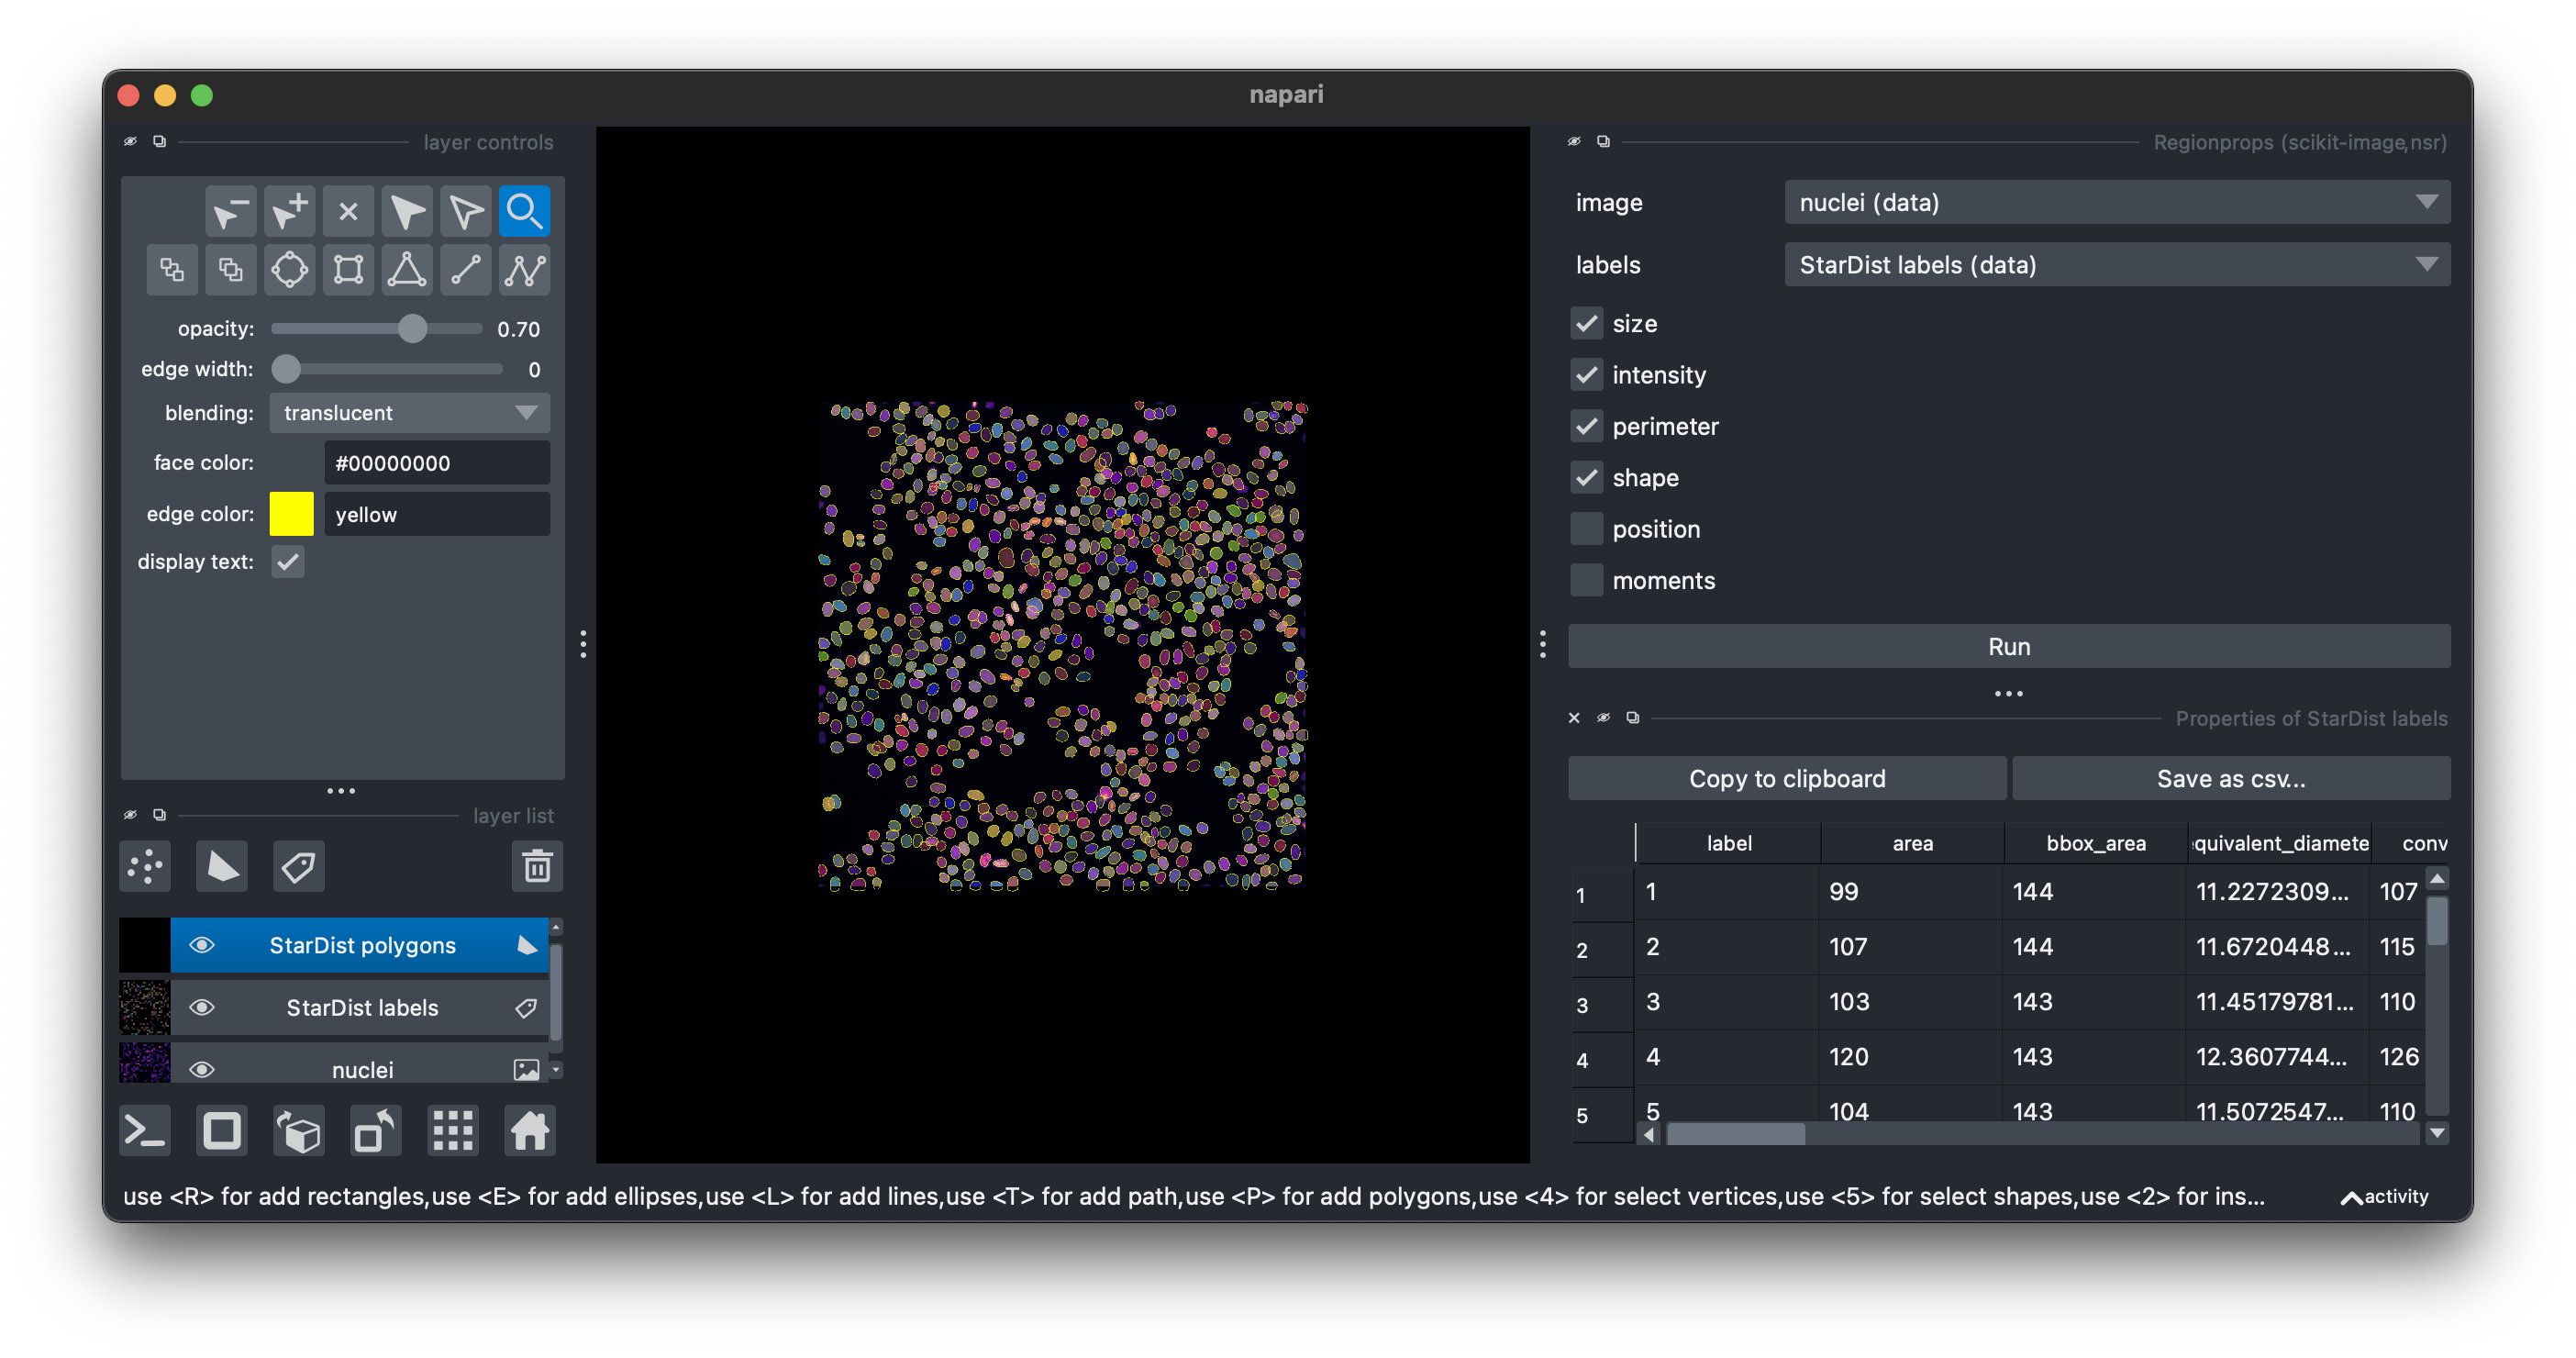 napari
layer controls
opacity: 0.70
edge width: 0
blending: translucent
face color: #00000000
edge color: yellow
display text:
layer list
StarDist polygons
StarDist labels
nuclei
Regionprops (scikit-image,nsr)
image nuclei (data)
labels StarDist labels (data)
size
intensity
perimeter
shape
position
moments
Run
Properties of StarDist labels
Copy to clipboard Save as csv...
label area bbox_area quivalent_diamete conv
1 1 99 144 11.2272309... 107
2 2 107 144 11.6720448... 115
3 3 103 143 11.45179781... 110
4 4 120 143 12.3607744... 126
5 5 104 143 11.5072547... 110
use <R> for add rectangles,use <E> for add ellipses,use <L> for add lines,use <T> for add path,use <P> for add polygons,use <4> for select vertices,use <5> for select shapes,use <2> for ins... activity